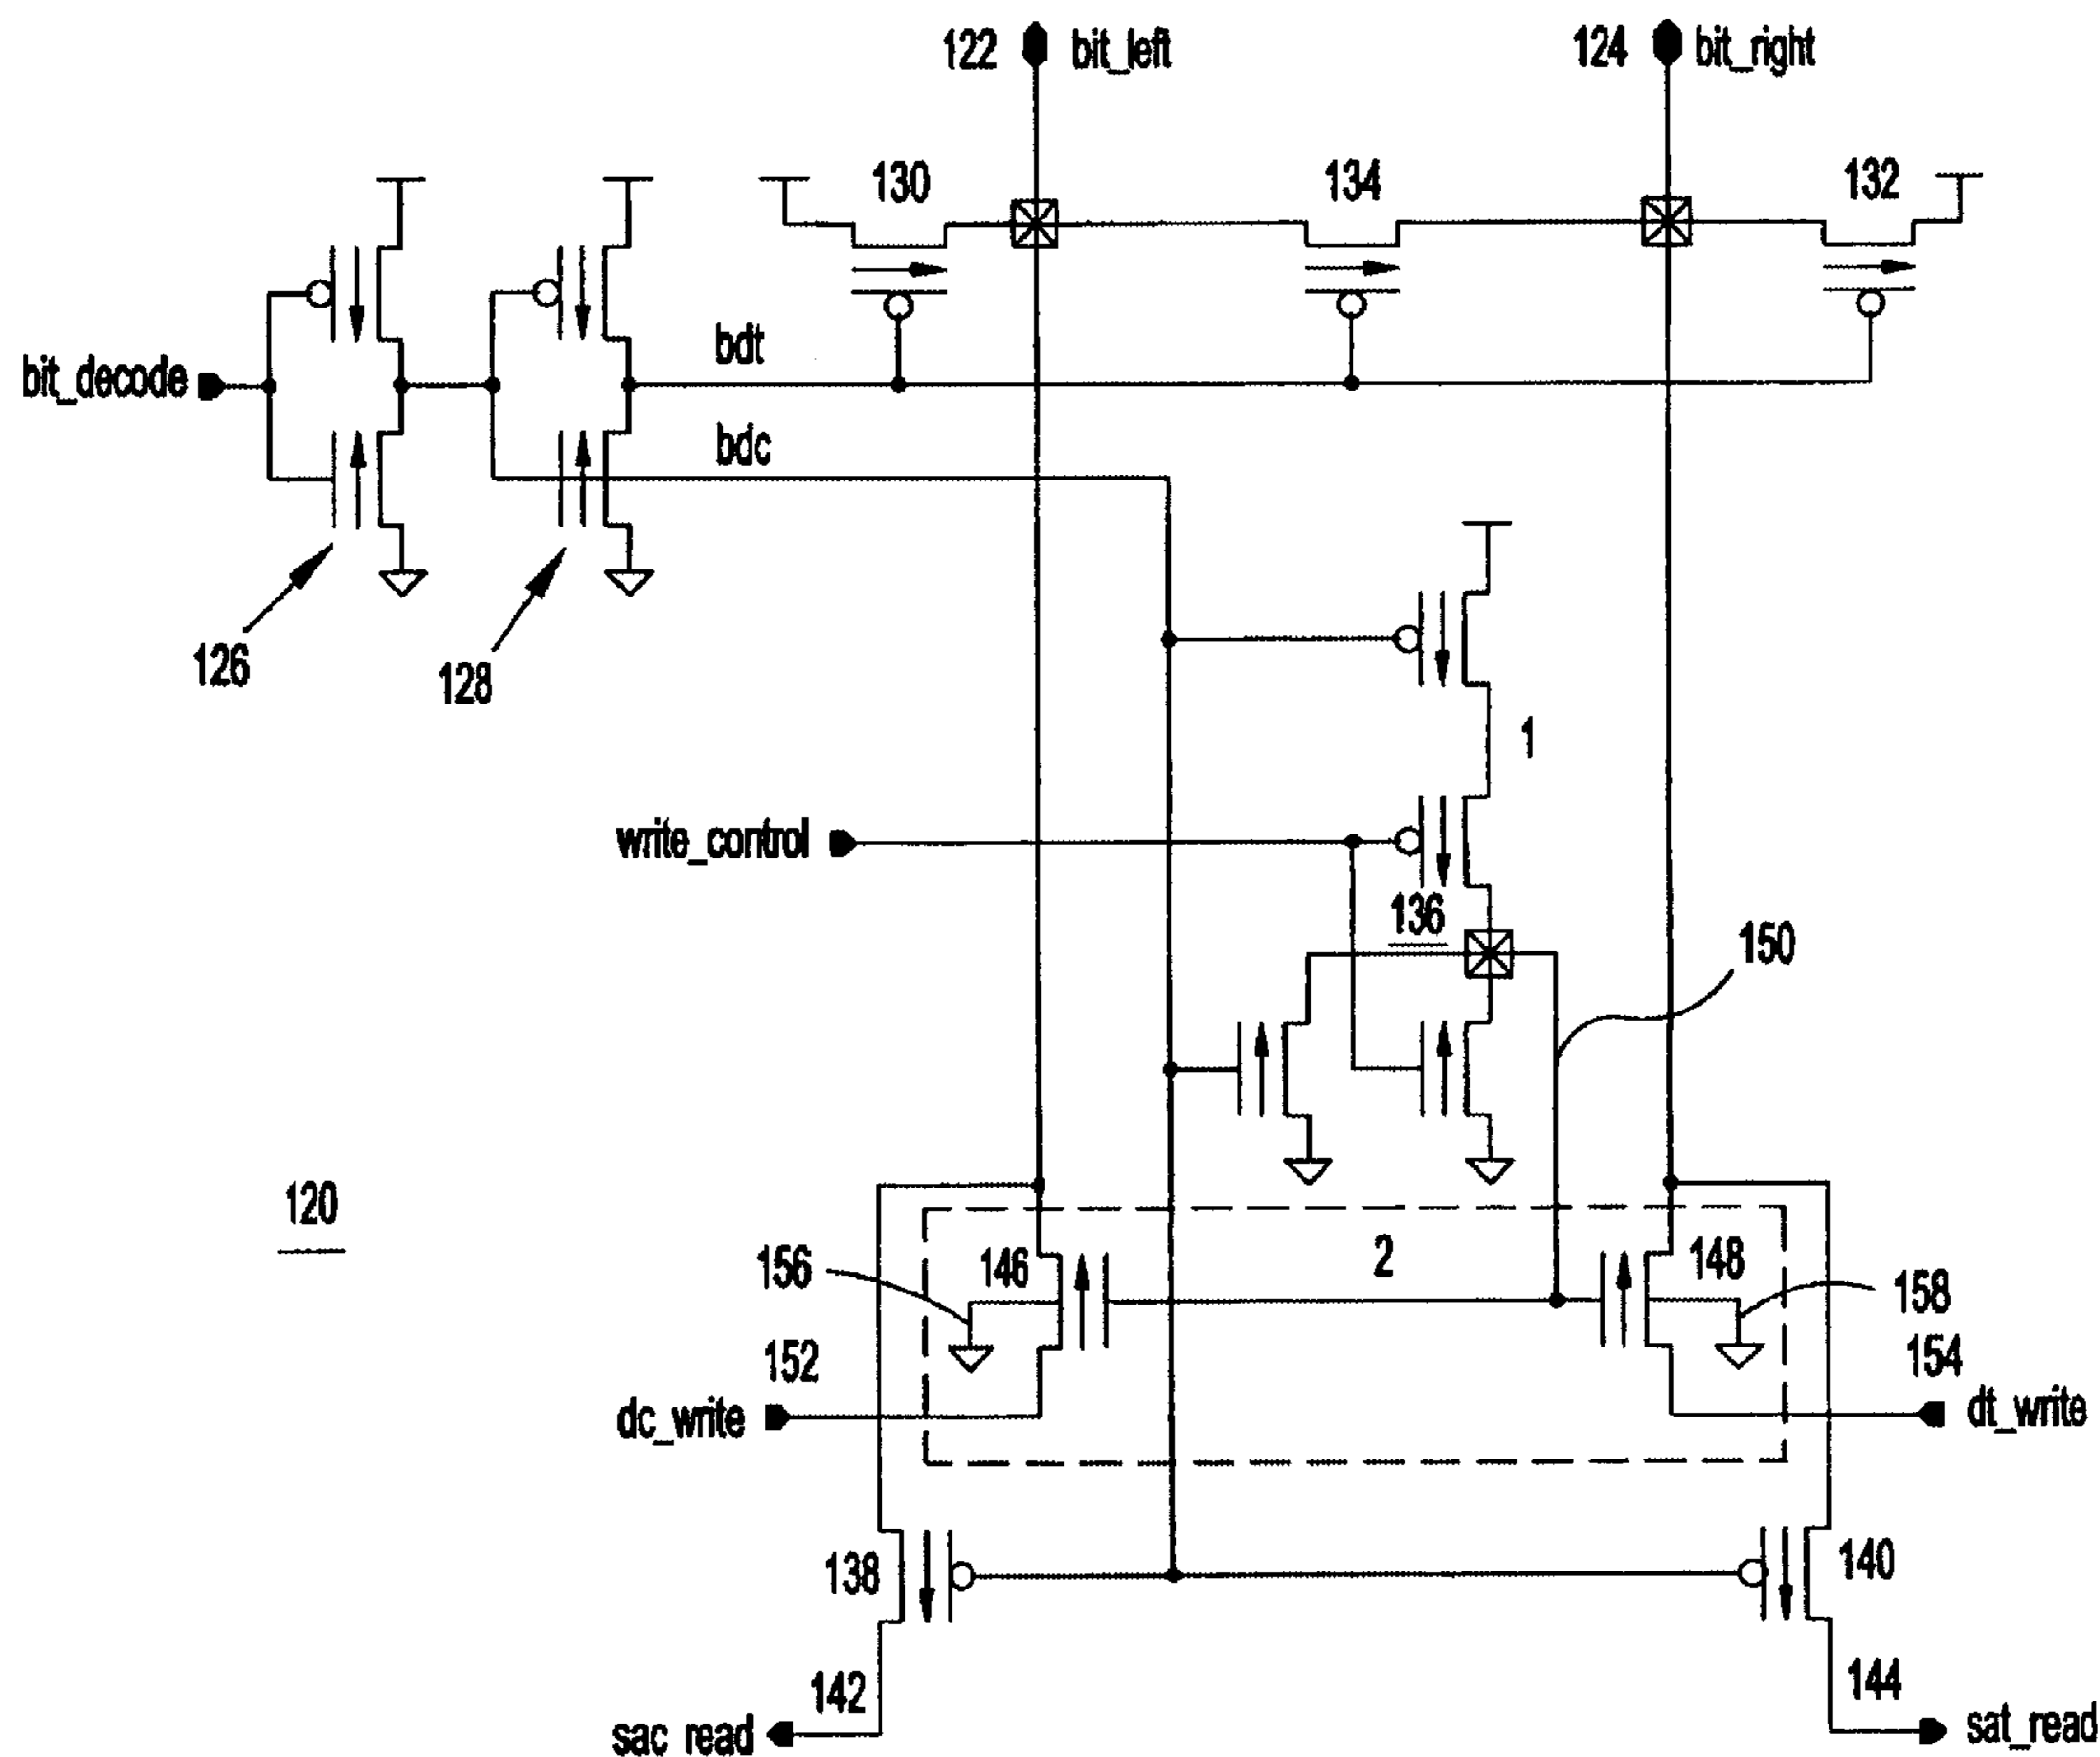 122 bit_left
124 bit_right
130
134
132
bit_decode
bdt
bdc
126
128
1
write_control
136
150
120
156
146
2
148
158
152
154
dc_write
dt_write
138
140
142
144
sac read
sat_read